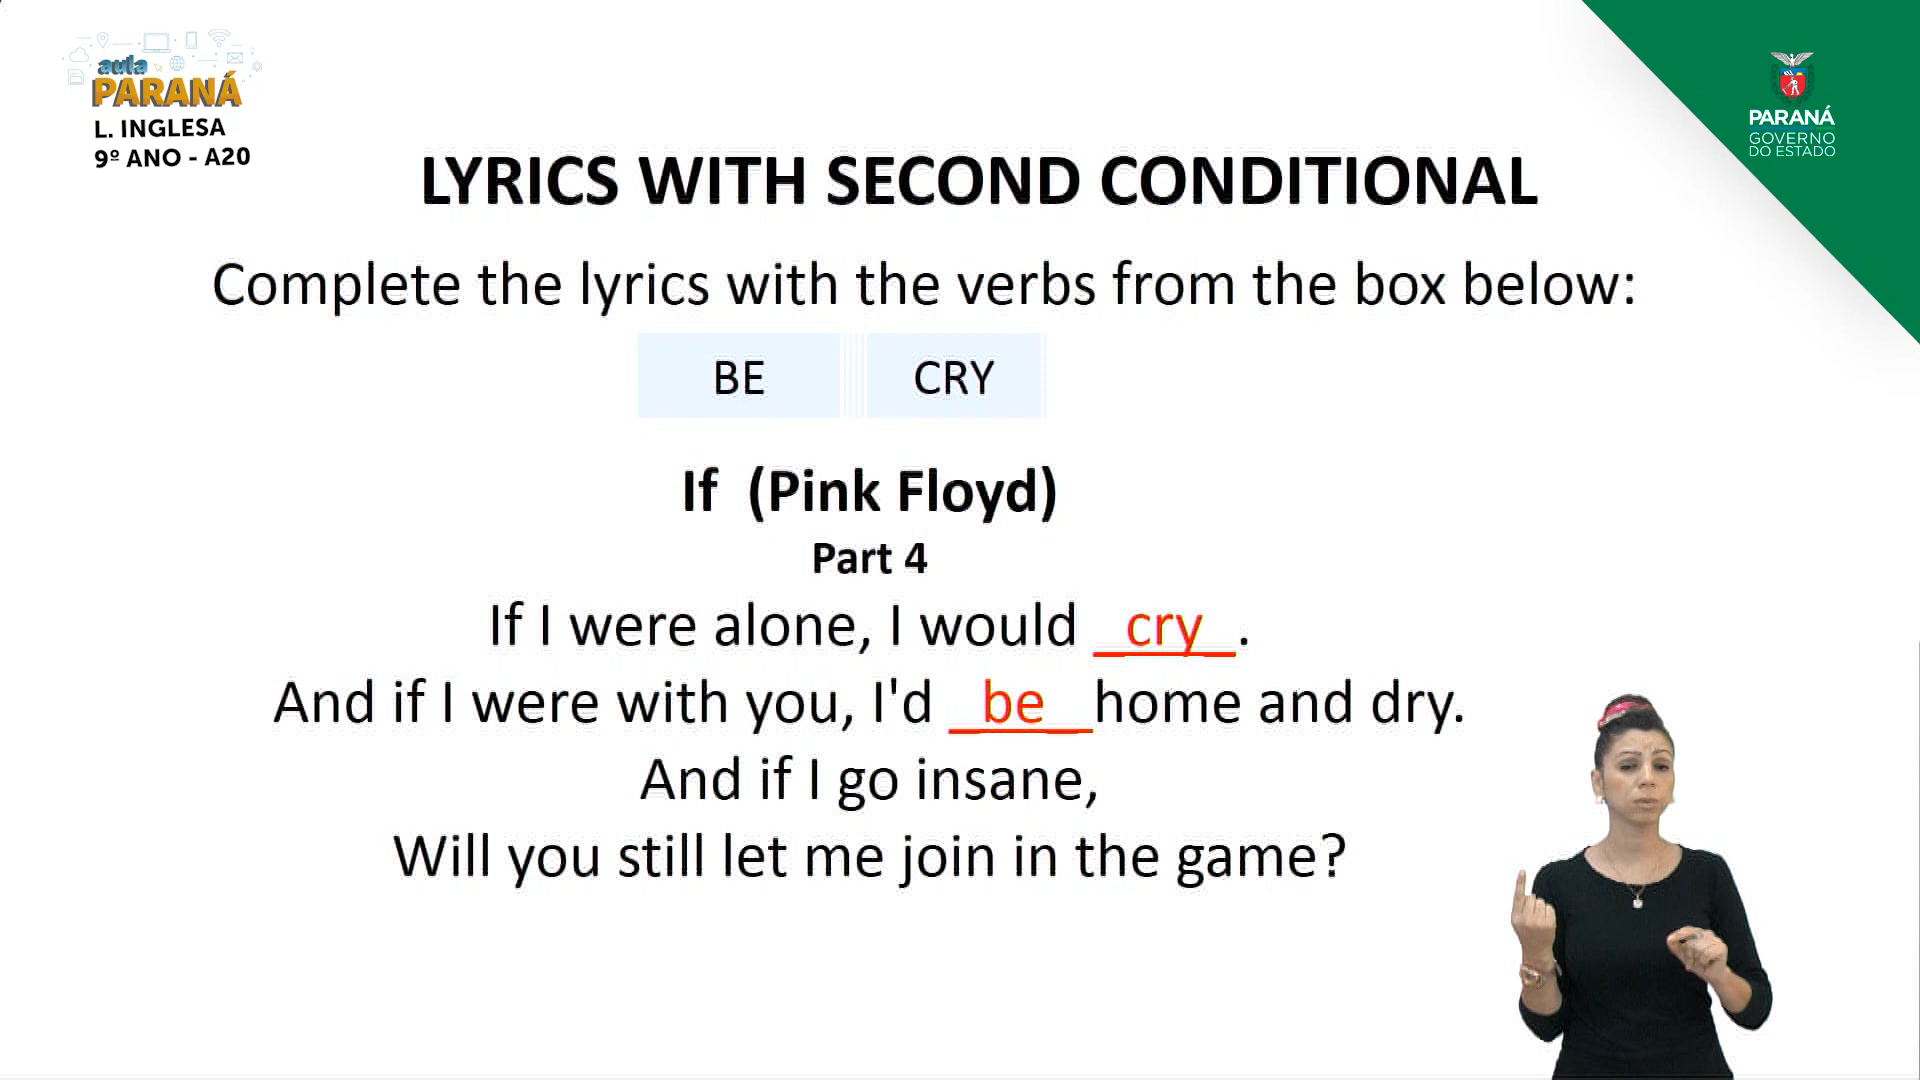 aula
PARANÁ
L. INGLESA
9º ANO - A20
PARANÁ
GOVERNO
DO ESTADO
LYRICS WITH SECOND CONDITIONAL
Complete the lyrics with the verbs from the box below:
BE CRY
If (Pink Floyd)
Part 4
If I were alone, I would _cry_.
And if I were with you, I'd _be_ home and dry.
And if I go insane,
Will you still let me join in the game?